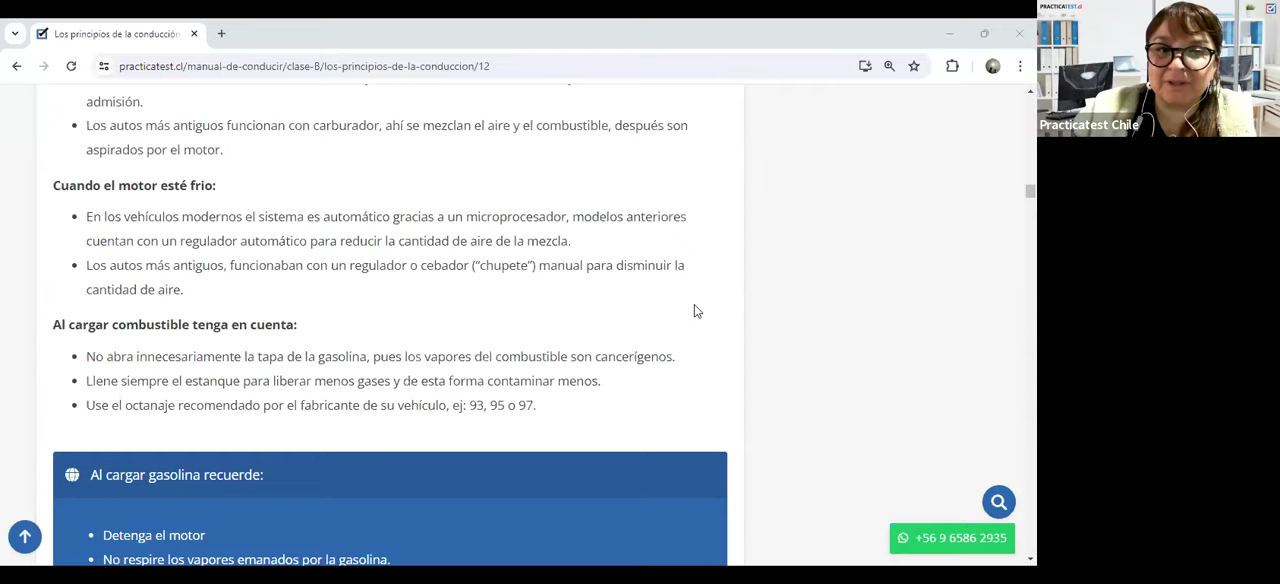 Los principios de la conducción
practicatest.cl/manual-de-conducir/clase-B/los-principios-de-la-conduccion/12
PRACTICATEST.cl
Practicatest Chile
admisión.
• Los autos más antiguos funcionan con carburador, ahí se mezclan el aire y el combustible, después son
aspirados por el motor.
Cuando el motor esté frio:
• En los vehículos modernos el sistema es automático gracias a un microprocesador, modelos anteriores
cuentan con un regulador automático para reducir la cantidad de aire de la mezcla.
• Los autos más antiguos, funcionaban con un regulador o cebador (“chupete”) manual para disminuir la
cantidad de aire.
Al cargar combustible tenga en cuenta:
• No abra innecesariamente la tapa de la gasolina, pues los vapores del combustible son cancerígenos.
• Llene siempre el estanque para liberar menos gases y de esta forma contaminar menos.
• Use el octanaje recomendado por el fabricante de su vehículo, ej: 93, 95 o 97.
Al cargar gasolina recuerde:
• Detenga el motor
• No respire los vapores emanados por la gasolina.
+56 9 6586 2935